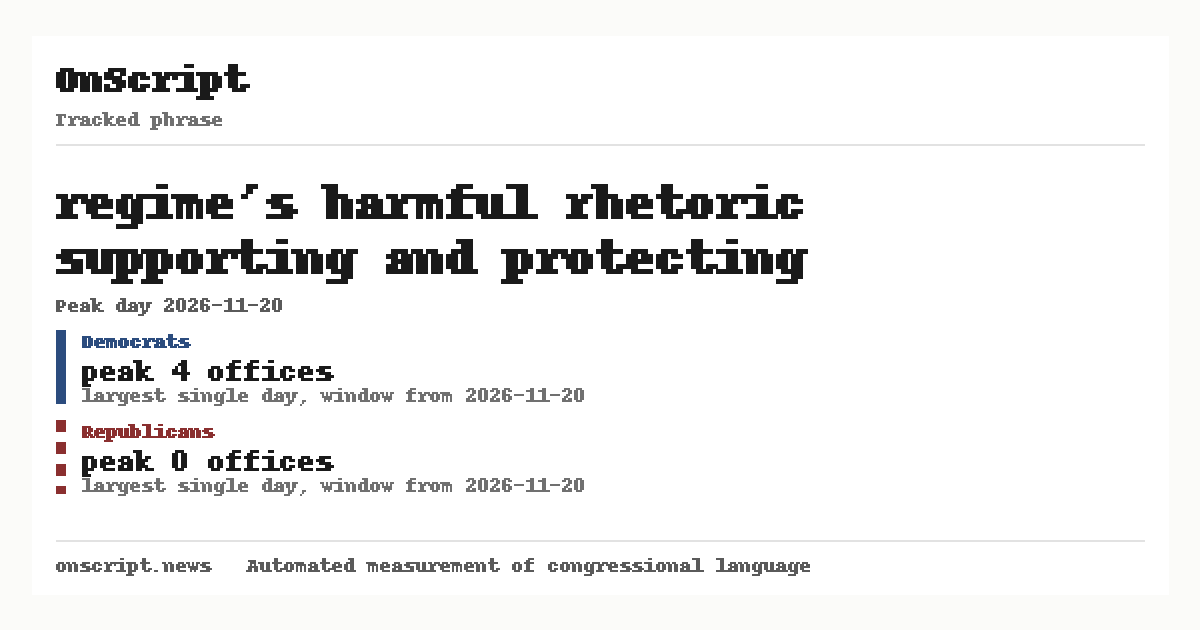 OnScript
Tracked phrase
regime's harmful rhetoric
supporting and protecting
Peak day 2026-11-20
Democrats
peak 4 offices
largest single day, window from 2026-11-20
Republicans
peak 0 offices
largest single day, window from 2026-11-20
onscript.news Automated measurement of congressional language